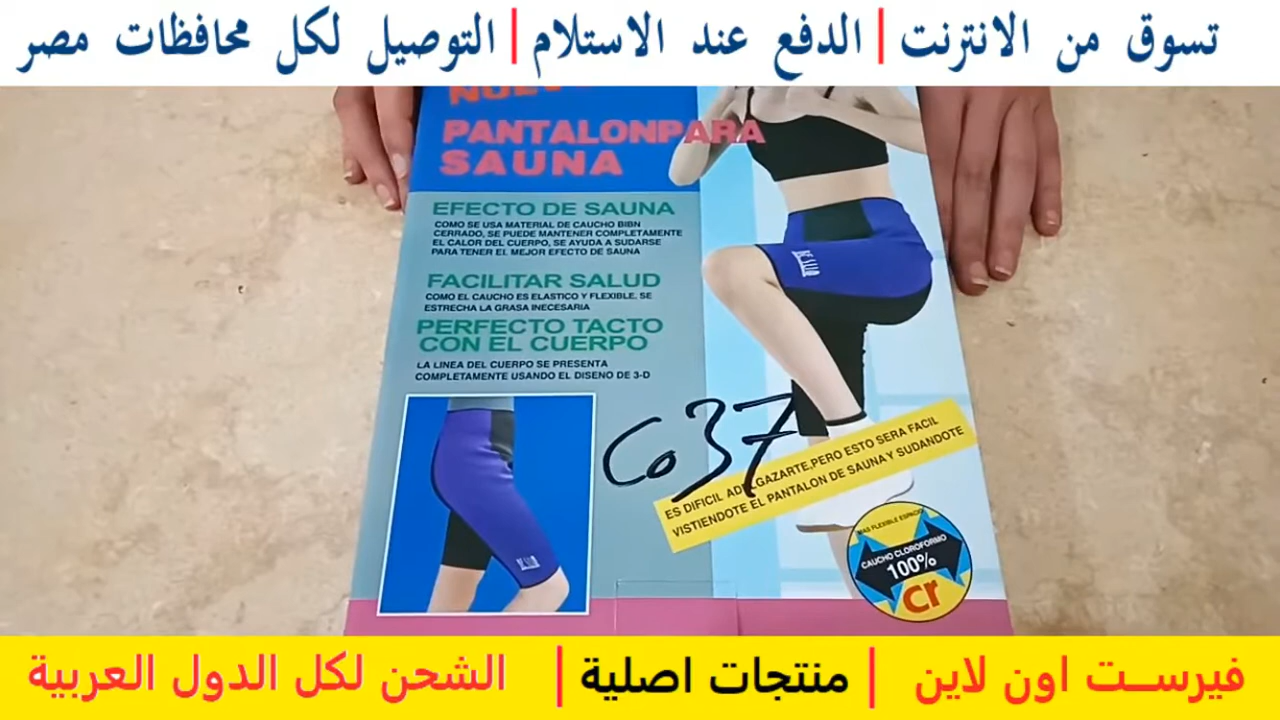 تسوق من الانترنت | الدفع عند الاستلام | التوصيل لكل محافظات مصر
PANTALONPARA
SAUNA
EFECTO DE SAUNA
COMO SE USA MATERIAL DE CAUCHO BIBN
CERRADO, SE PUEDE MANTENER COMPLETAMENTE
EL CALOR DEL CUERPO, SE AYUDA A SUDARSE
PARA TENER EL MEJOR EFECTO DE SAUNA
FACILITAR SALUD
COMO EL CAUCHO ES ELASTICO Y FLEXIBLE, SE
ESTRECHA LA GRASA INECESARIA
PERFECTO TACTO
CON EL CUERPO
LA LINEA DEL CUERPO SE PRESENTA
COMPLETAMENTE USANDO EL DISENO DE 3-D
Co37
ES DIFICIL ADELGAZARTE,PERO ESTO SERA FACIL
VISTIENDOTE EL PANTALON DE SAUNA Y SUDANDOTE
MAS FLEXIBLE ESPACIO
CAUCHO CLOROFORMO
100%
cr
فيرســت اون لاين | منتجات اصلية | الشحن لكل الدول العربية